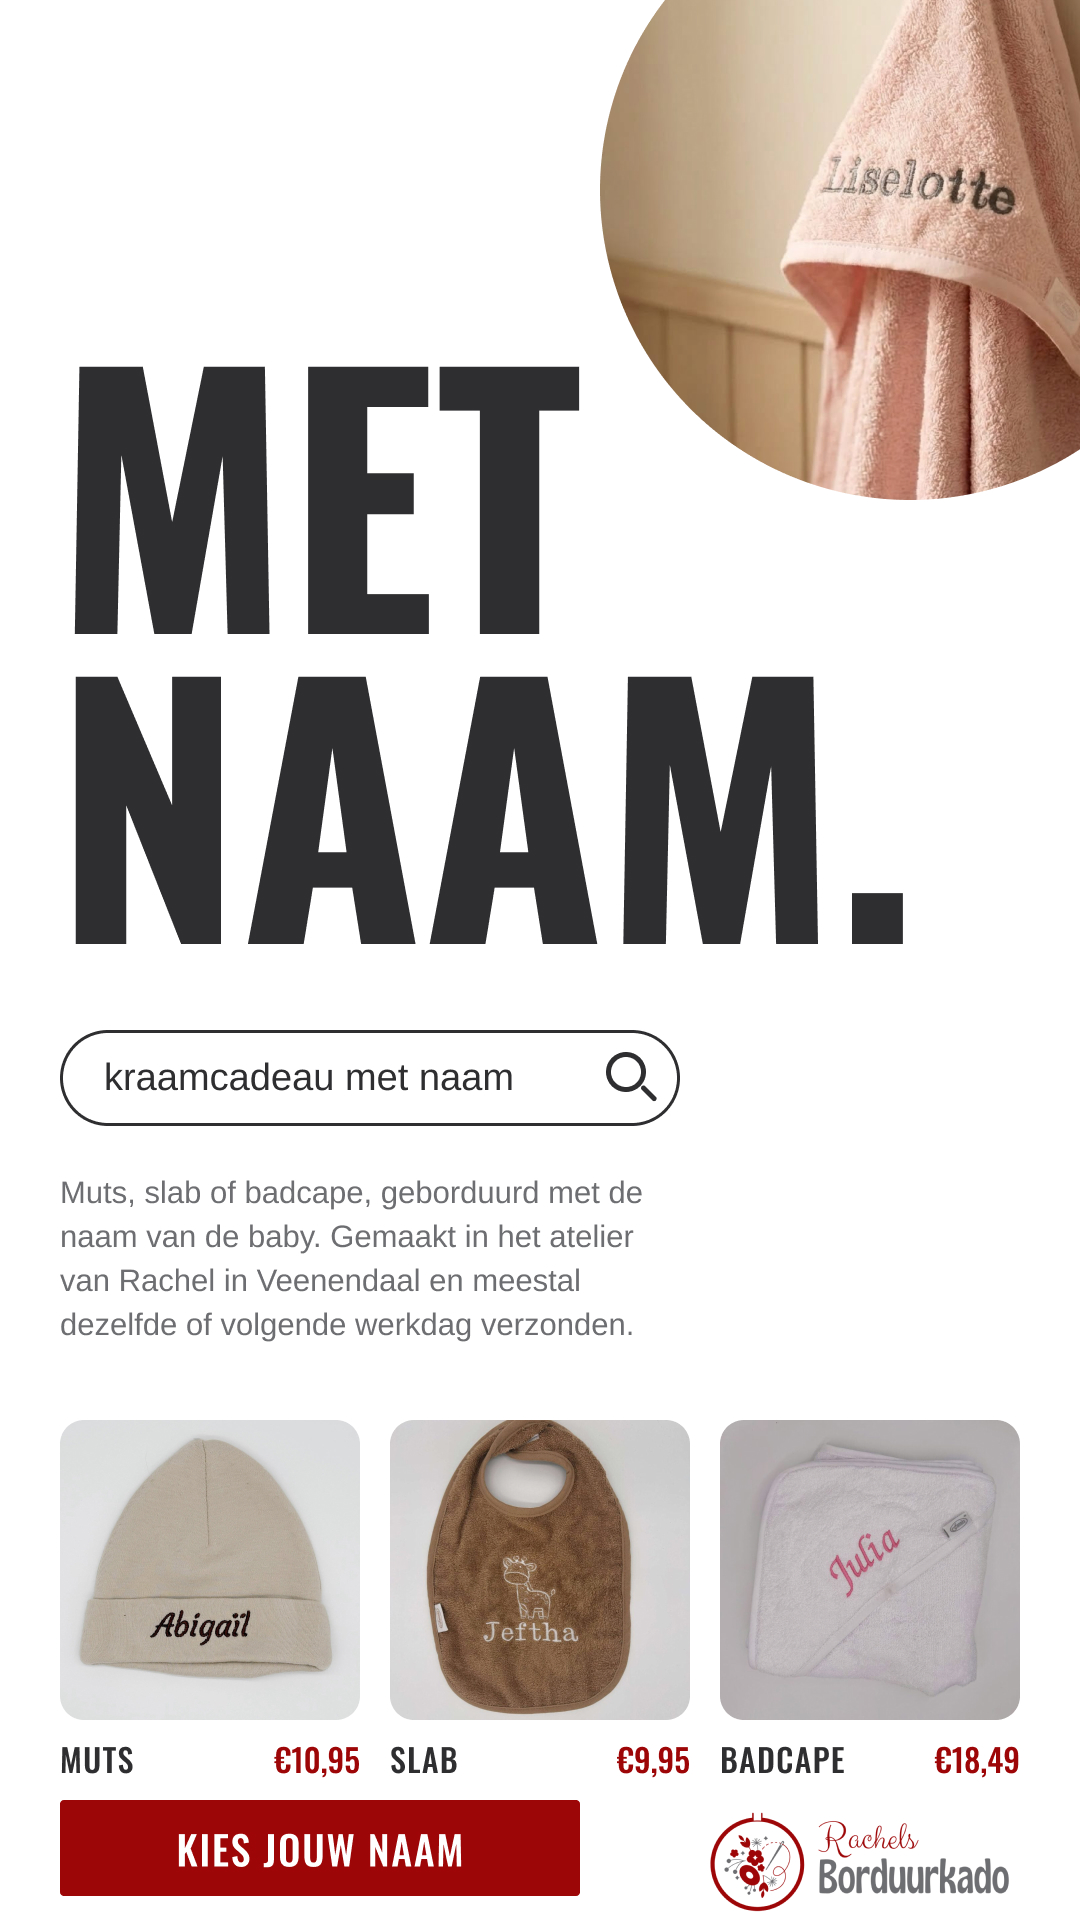 Liselotte
MET
NAAM.
kraamcadeau met naam
Muts, slab of badcape, geborduurd met de
naam van de baby. Gemaakt in het atelier
van Rachel in Veenendaal en meestal
dezelfde of volgende werkdag verzonden.
Abigaïl
Jeftha
Julia
MUTS €10,95
SLAB €9,95
BADCAPE €18,49
KIES JOUW NAAM
Rachels
Borduurkado